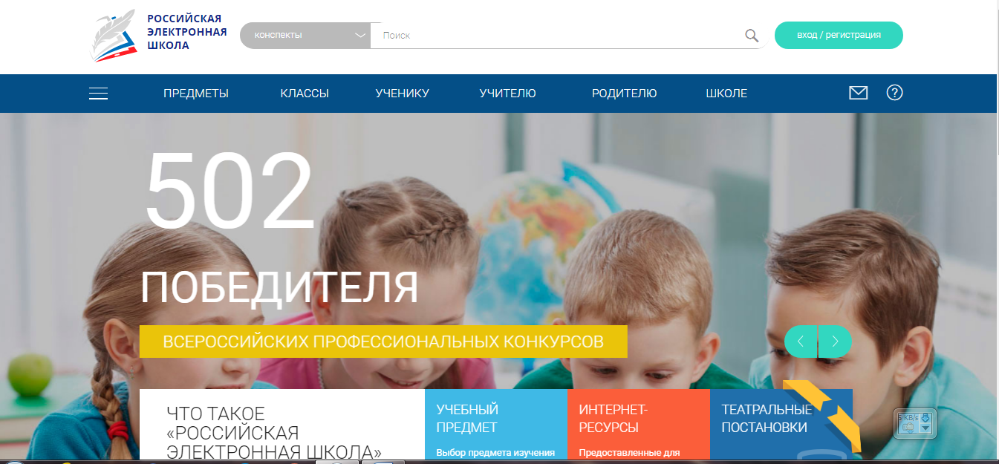 РОССИЙСКАЯ
ЭЛЕКТРОННАЯ
ШКОЛА
конспекты
Поиск
вход / регистрация
ПРЕДМЕТЫ
КЛАССЫ
УЧЕНИКУ
УЧИТЕЛЮ
РОДИТЕЛЮ
ШКОЛЕ
502
ПОБЕДИТЕЛЯ
ВСЕРОССИЙСКИХ ПРОФЕССИОНАЛЬНЫХ КОНКУРСОВ
ЧТО ТАКОЕ
«РОССИЙСКАЯ
ЭЛЕКТРОННАЯ ШКОЛА»
УЧЕБНЫЙ
ПРЕДМЕТ
Выбор предмета изучения
ИНТЕРНЕТ-
РЕСУРСЫ
Предоставленные для
ТЕАТРАЛЬНЫЕ
ПОСТАНОВКИ
5 KB/s